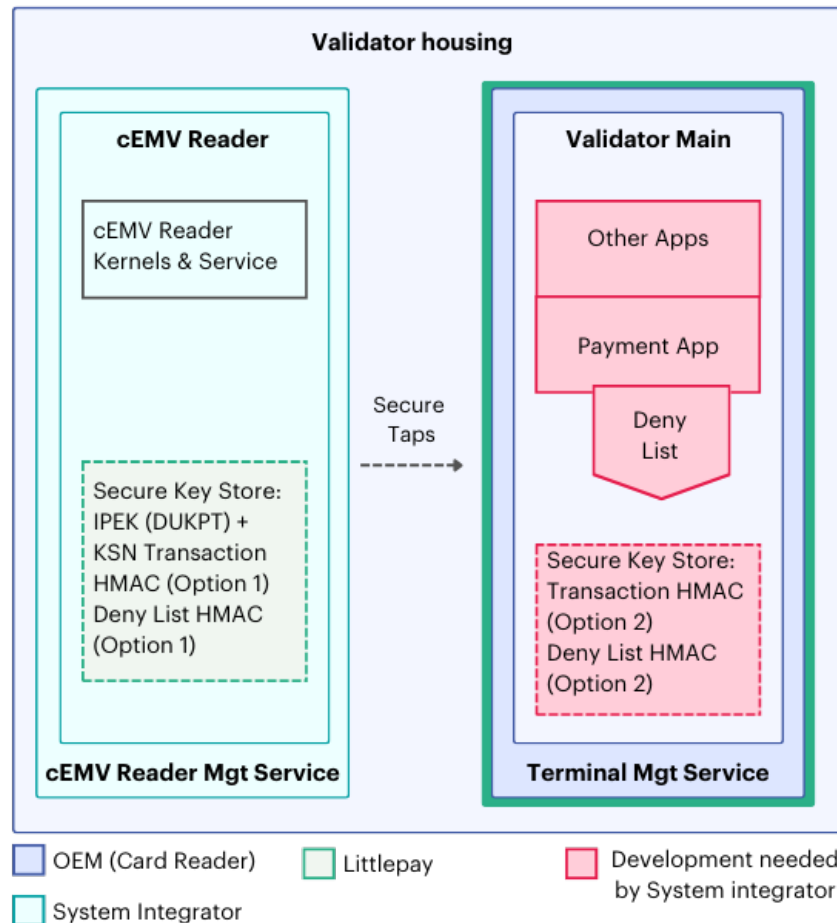 Validator housing
cEMV Reader
cEMV Reader
Kernels & Service
Secure Key Store:
IPEK (DUKPT) +
KSN Transaction
HMAC (Option 1)
Deny List HMAC
(Option 1)
cEMV Reader Mgt Service
Secure
Taps
Validator Main
Other Apps
Payment App
Deny
List
Secure Key Store:
Transaction HMAC
(Option 2)
Deny List HMAC
(Option 2)
Terminal Mgt Service
OEM (Card Reader)
Littlepay
Development needed
by System integrator
System Integrator